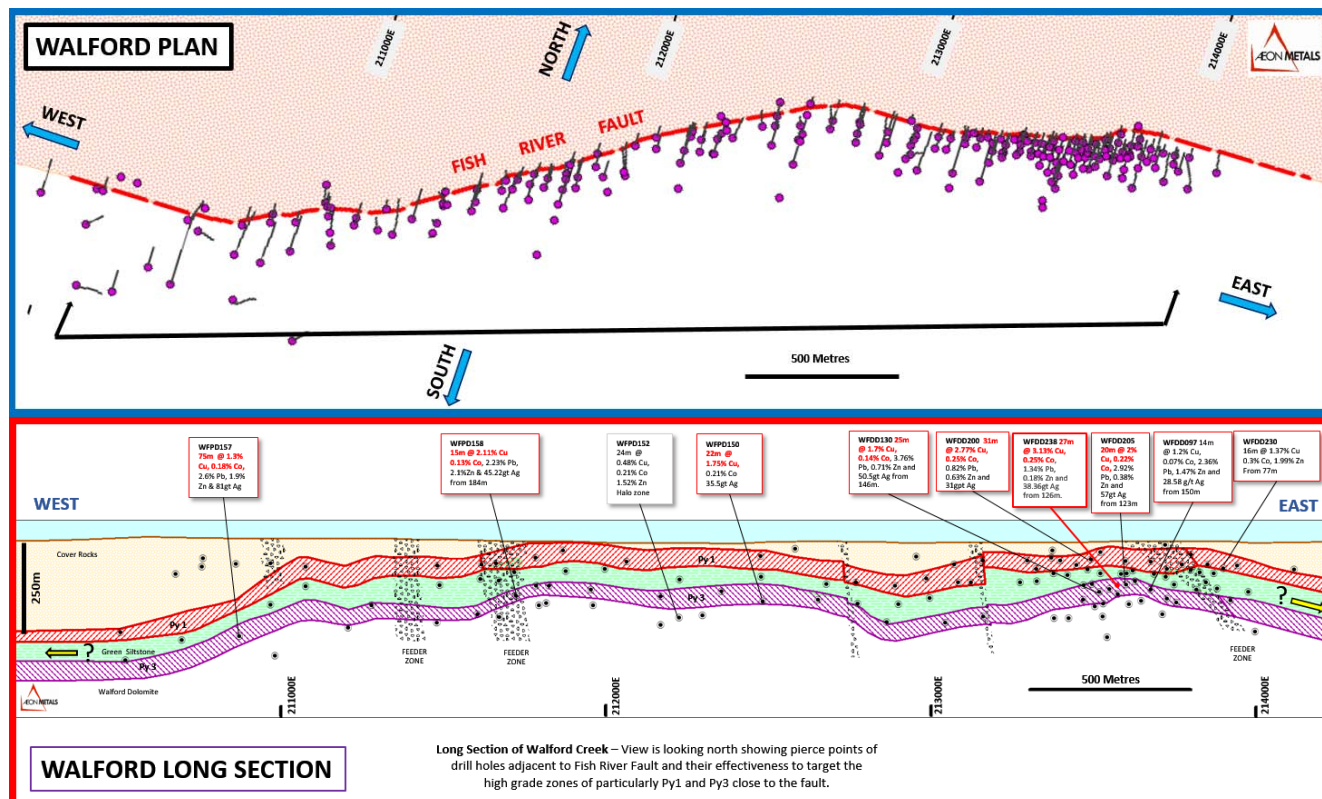 WALFORD PLAN
211000E
NORTH
212000E
213000E
214000E
AEON METALS
WEST
FISH RIVER FAULT
EAST
SOUTH
500 Metres
WFPD157
75m @ 1.3%
Cu, 0.18% Co,
2.6% Pb, 1.9%
Zn & 81gt Ag
WFPD158
15m @ 2.11% Cu
0.13% Co, 2.23% Pb,
2.1%Zn & 45.22gt Ag
from 184m
WFPD152
24m @
0.48% Cu,
0.21% Co
1.52% Zn
Halo zone
WFPD150
22m @
1.75% Cu,
0.21% Co
35.5gt Ag
WFDD130 25m
@ 1.7% Cu,
0.14% Co, 3.76%
Pb, 0.71% Zn and
50.5gt Ag from
146m.
WFDD200 31m
@ 2.77% Cu,
0.25% Co,
0.82% Pb,
0.63% Zn and
31gpt Ag
WFDD238 27m
@ 3.13% Cu,
0.25% Co,
1.34% Pb,
0.18% Zn and
38.36gt Ag
from 126m.
WFDD205
20m @ 2%
Cu, 0.22%
Co, 2.92
Pb, 0.38%
Zn and
57gt Ag
from 123m
WFDD097 14m
@ 1.2% Cu,
0.07% Co, 2.36%
Pb, 1.47% Zn and
28.58 g/t Ag
from 150m
WFDD230
16m @ 1.37% Cu
0.3% Co, 1.99% Zn
From 77m
WEST
EAST
Cover Rocks
250m
Py 1
Py 1
Py 3
?
?
Green Siltstone
Py 3
FEEDER
ZONE
FEEDER
ZONE
FEEDER
ZONE
Walford Dolomite
AEON METALS
211000E
212000E
213000E
214000E
500 Metres
WALFORD LONG SECTION
Long Section of Walford Creek – View is looking north showing pierce points of
drill holes adjacent to Fish River Fault and their effectiveness to target the
high grade zones of particularly Py1 and Py3 close to the fault.